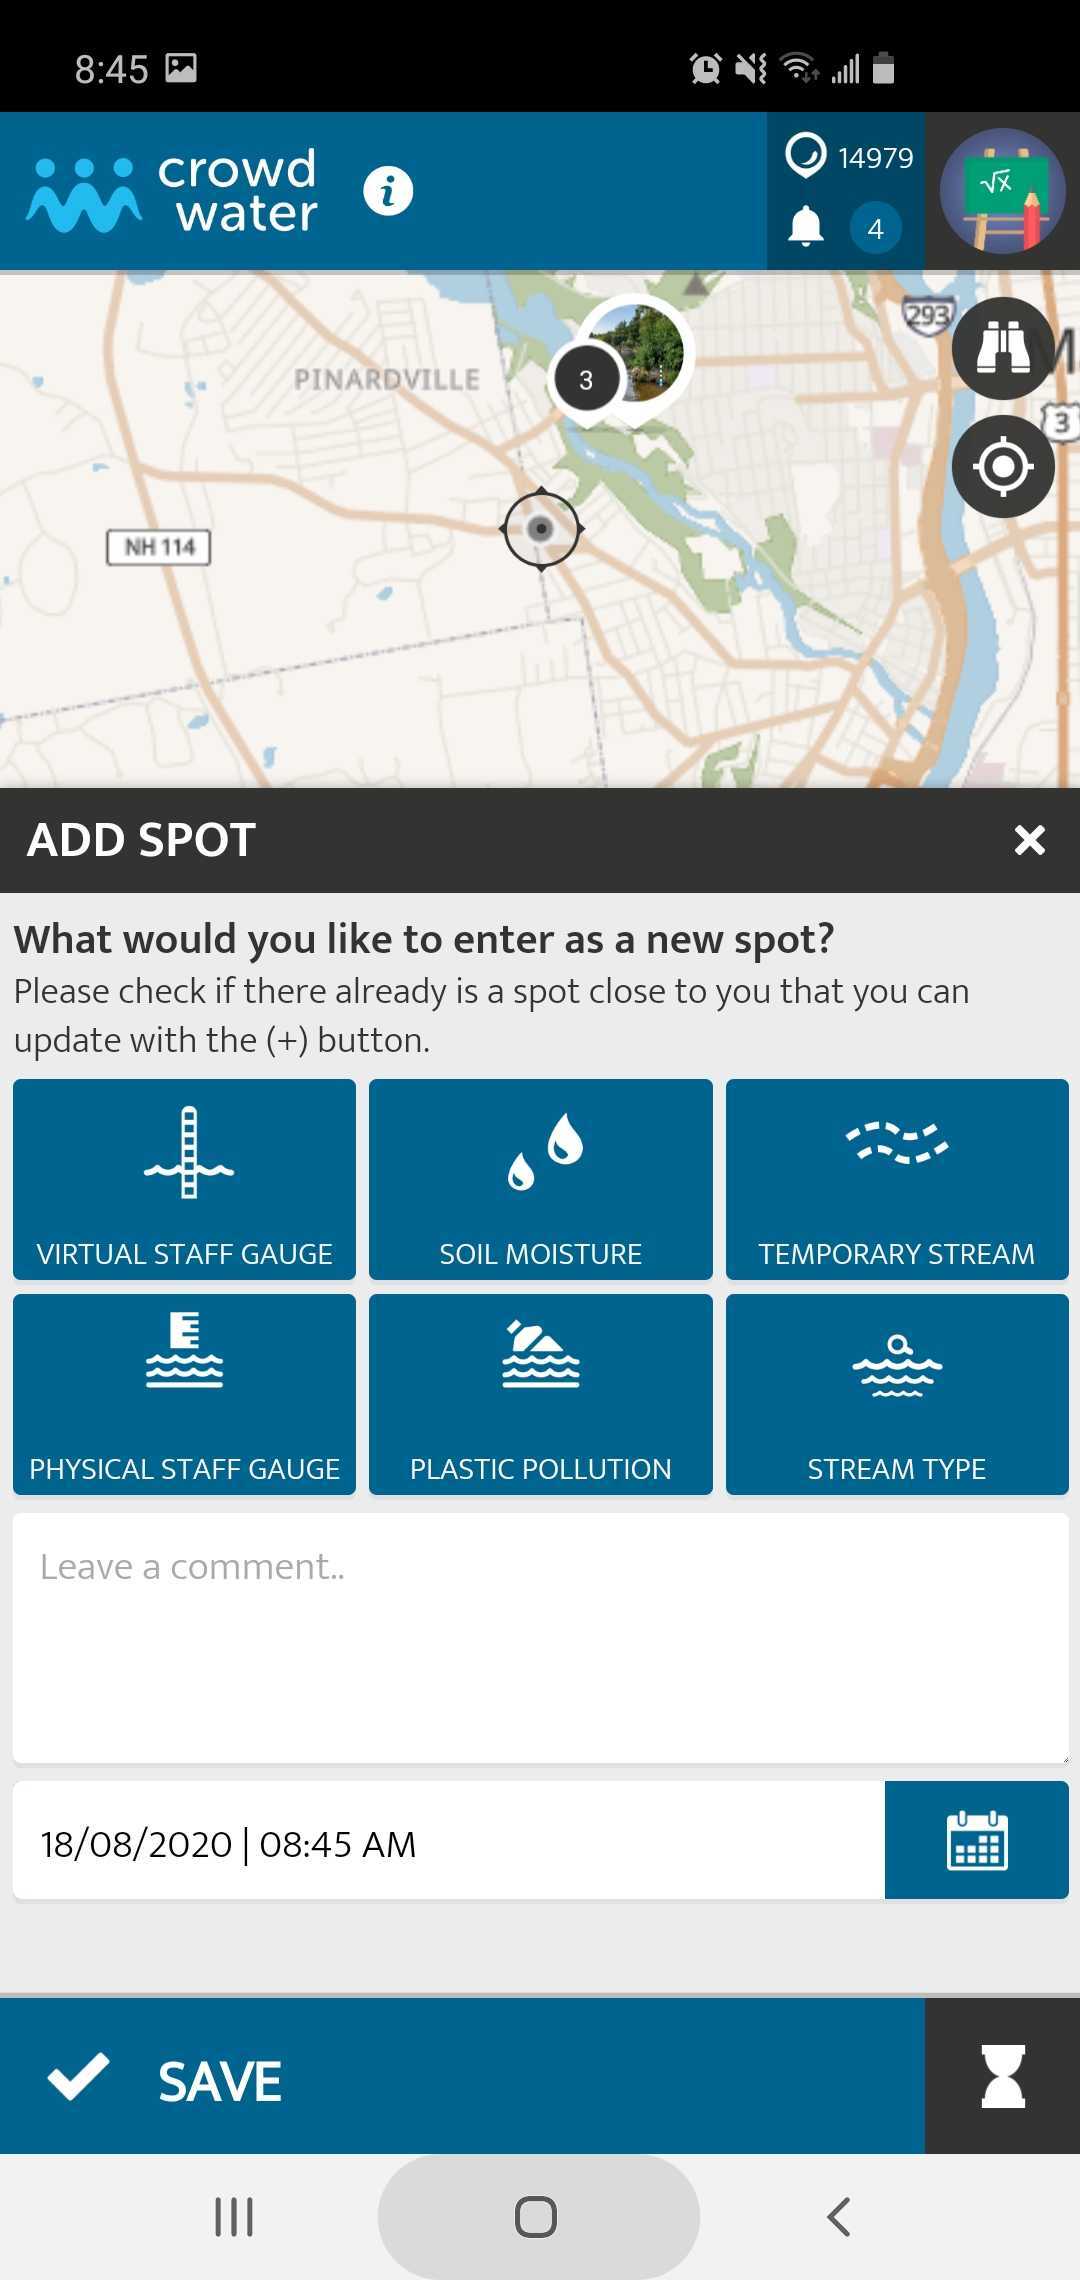 8:45
crowd
water
i
14979
4
√x
293
PINARDVILLE
3
M
3
NH 114
ADD SPOT
What would you like to enter as a new spot?
Please check if there already is a spot close to you that you can
update with the (+) button.
VIRTUAL STAFF GAUGE
SOIL MOISTURE
TEMPORARY STREAM
PHYSICAL STAFF GAUGE
PLASTIC POLLUTION
STREAM TYPE
Leave a comment..
18/08/2020 | 08:45 AM
SAVE